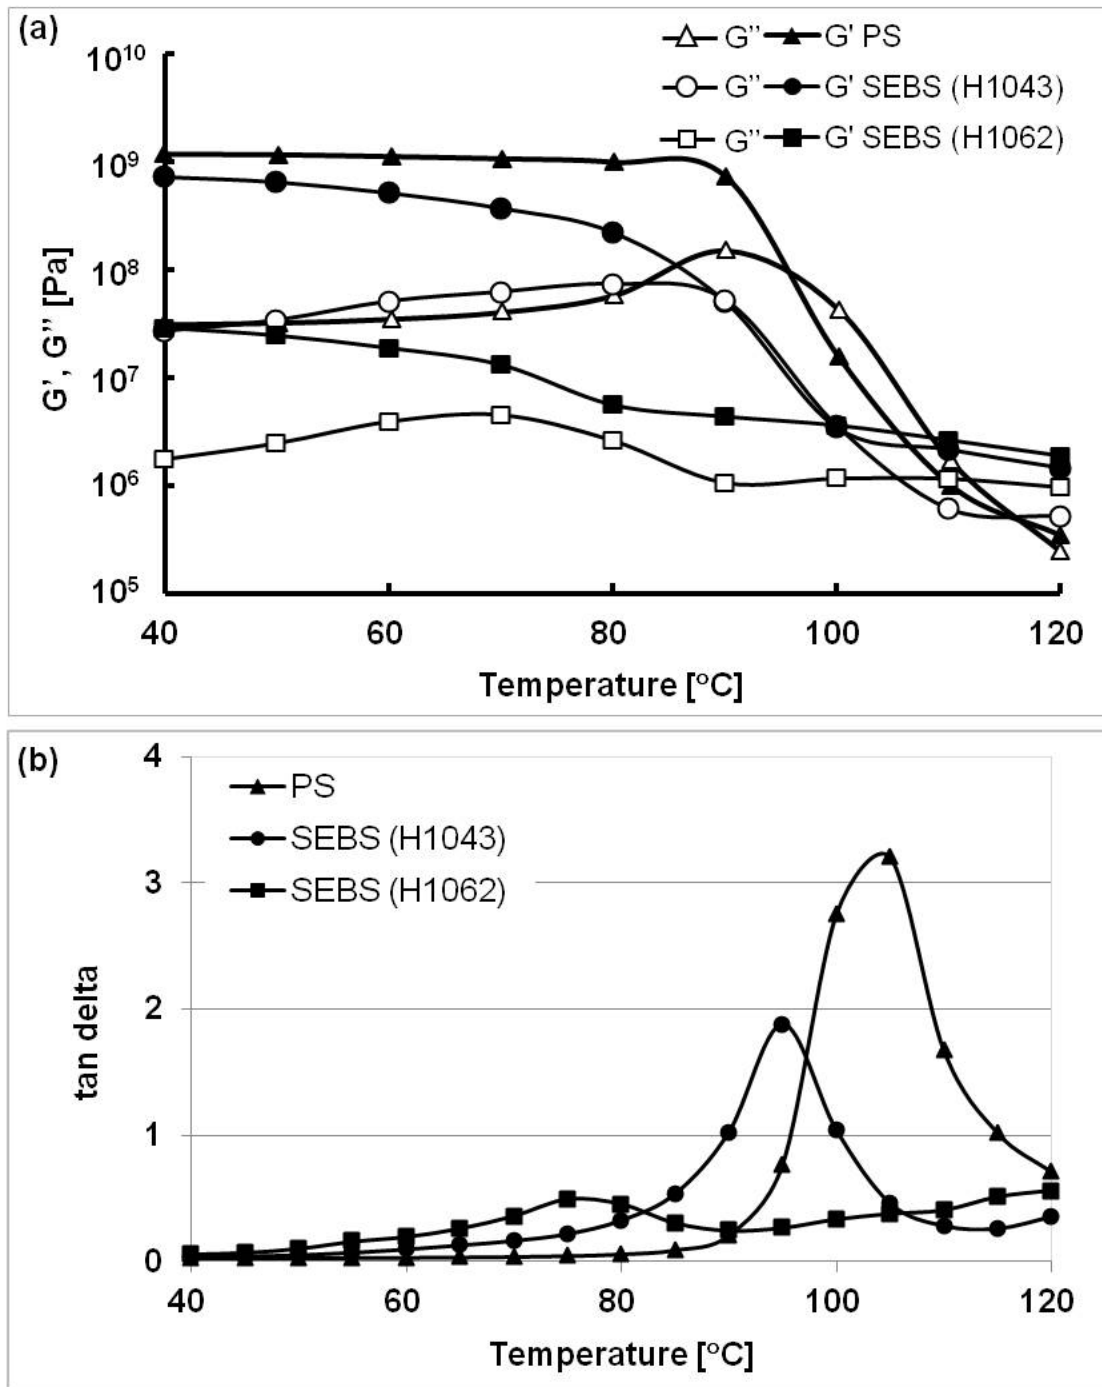 (a)
G’’ G' PS
G’’ G' SEBS (H1043)
G’’ G' SEBS (H1062)
10¹⁰
10⁹
10⁸
10⁷
10⁶
10⁵
G’, G’’ [Pa]
40 60 80 100 120
Temperature [°C]
(b)
PS
SEBS (H1043)
SEBS (H1062)
4
3
2
1
0
tan delta
40 60 80 100 120
Temperature [°C]